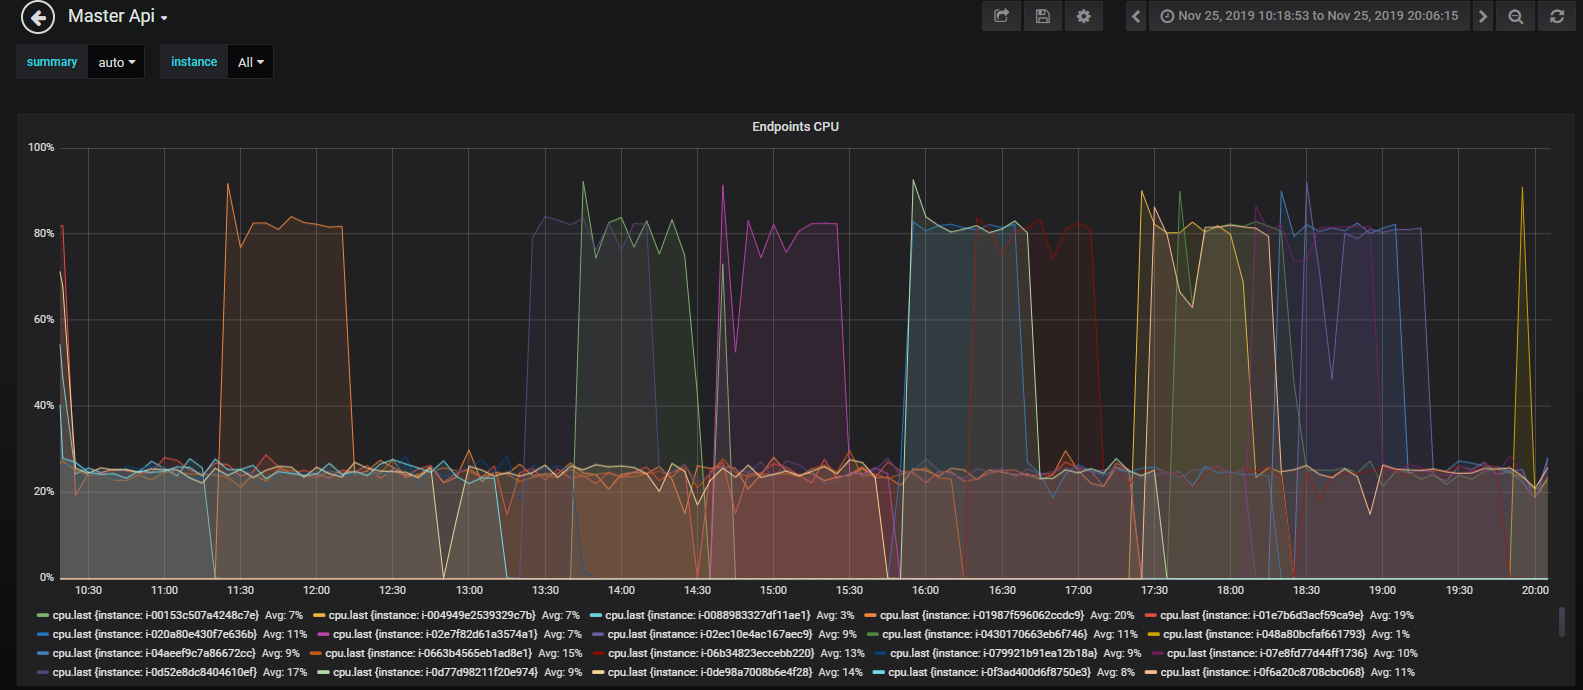 Master Api
Nov 25, 2019 10:18:53 to Nov 25, 2019 20:06:15
summary auto instance All
Endpoints CPU
100%
80%
60%
40%
20%
0%
10:30 11:00 11:30 12:00 12:30 13:00 13:30 14:00 14:30 15:00 15:30 16:00 16:30 17:00 17:30 18:00 18:30 19:00 19:30 20:00
cpu.last {instance: i-00153c507a4248c7e} Avg: 7% cpu.last {instance: i-004949e2539329c7b} Avg: 7% cpu.last {instance: i-0088983327df11ae1} Avg: 3% cpu.last {instance: i-01987f596062ccdc9} Avg: 20% cpu.last {instance: i-01e7b6d3acf59ca9e} Avg: 19%
cpu.last {instance: i-020a80e430f7e636b} Avg: 11% cpu.last {instance: i-02e7f82d61a3574a1} Avg: 7% cpu.last {instance: i-02ec10e4ac167aec9} Avg: 9% cpu.last {instance: i-0430170663eb6f746} Avg: 11% cpu.last {instance: i-048a80bcfaf661793} Avg: 1%
cpu.last {instance: i-04aeef9c7a86672cc} Avg: 9% cpu.last {instance: i-0663b4565eb1ad8e1} Avg: 15% cpu.last {instance: i-06b34823eccebb220} Avg: 13% cpu.last {instance: i-079921b91ea12b18a} Avg: 9% cpu.last {instance: i-07e8fd77d44ff1736} Avg: 10%
cpu.last {instance: i-0d52e8dc8404610ef} Avg: 17% cpu.last {instance: i-0d77d98211f20e974} Avg: 9% cpu.last {instance: i-0de98a7008b6e4f28} Avg: 14% cpu.last {instance: i-0f3ad400d6f8750e3} Avg: 8% cpu.last {instance: i-0f6a20c8708cbc068} Avg: 11%